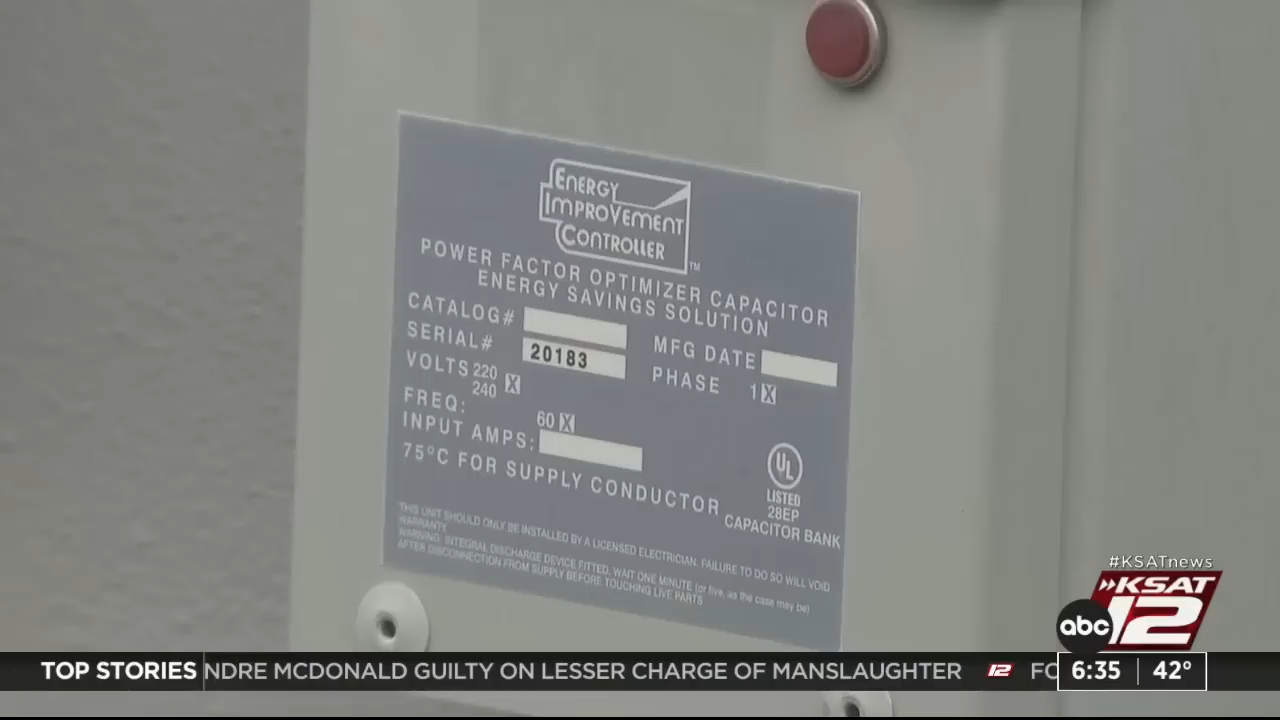 ENERGY
IMPROVEMENT
CONTROLLER
TM
POWER FACTOR OPTIMIZER CAPACITOR
ENERGY SAVINGS SOLUTION
CATALOG#
MFG DATE
SERIAL# 20183
PHASE 1 X
VOLTS 220
240 X
FREQ: 60 X
INPUT AMPS:
75°C FOR SUPPLY CONDUCTOR
UL
LISTED
28EP
CAPACITOR BANK
THIS UNIT SHOULD ONLY BE INSTALLED BY A LICENSED ELECTRICIAN. FAILURE TO DO SO WILL VOID
WARRANTY
WARNING: INTEGRAL DISCHARGE DEVICE FITTED, WAIT ONE MINUTE (or five, as the case may be)
AFTER DISCONNECTION FROM SUPPLY BEFORE TOUCHING LIVE PARTS
#KSATnews
KSAT
abc 12
TOP STORIES NDRE MCDONALD GUILTY ON LESSER CHARGE OF MANSLAUGHTER 12 FO 6:35 42°